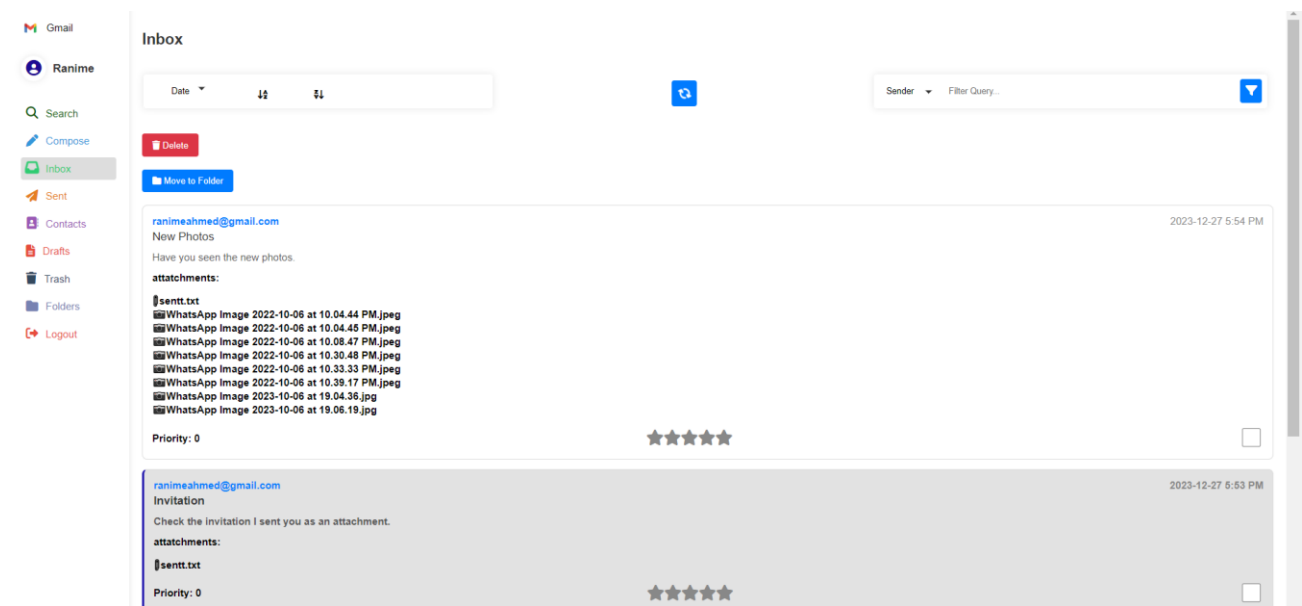 Gmail
Ranime
Search
Compose
Inbox
Sent
Contacts
Drafts
Trash
Folders
Logout
Inbox
Date
Sender Filter Query...
Delete
Move to Folder
ranimeahmed@gmail.com 2023-12-27 5:54 PM
New Photos
Have you seen the new photos.
attatchments:
sentt.txt
WhatsApp Image 2022-10-06 at 10.04.44 PM.jpeg
WhatsApp Image 2022-10-06 at 10.04.45 PM.jpeg
WhatsApp Image 2022-10-06 at 10.08.47 PM.jpeg
WhatsApp Image 2022-10-06 at 10.30.48 PM.jpeg
WhatsApp Image 2022-10-06 at 10.33.33 PM.jpeg
WhatsApp Image 2022-10-06 at 10.39.17 PM.jpeg
WhatsApp Image 2023-10-06 at 19.04.36.jpg
WhatsApp Image 2023-10-06 at 19.06.19.jpg
Priority: 0
ranimeahmed@gmail.com 2023-12-27 5:53 PM
Invitation
Check the invitation I sent you as an attachment.
attatchments:
sentt.txt
Priority: 0